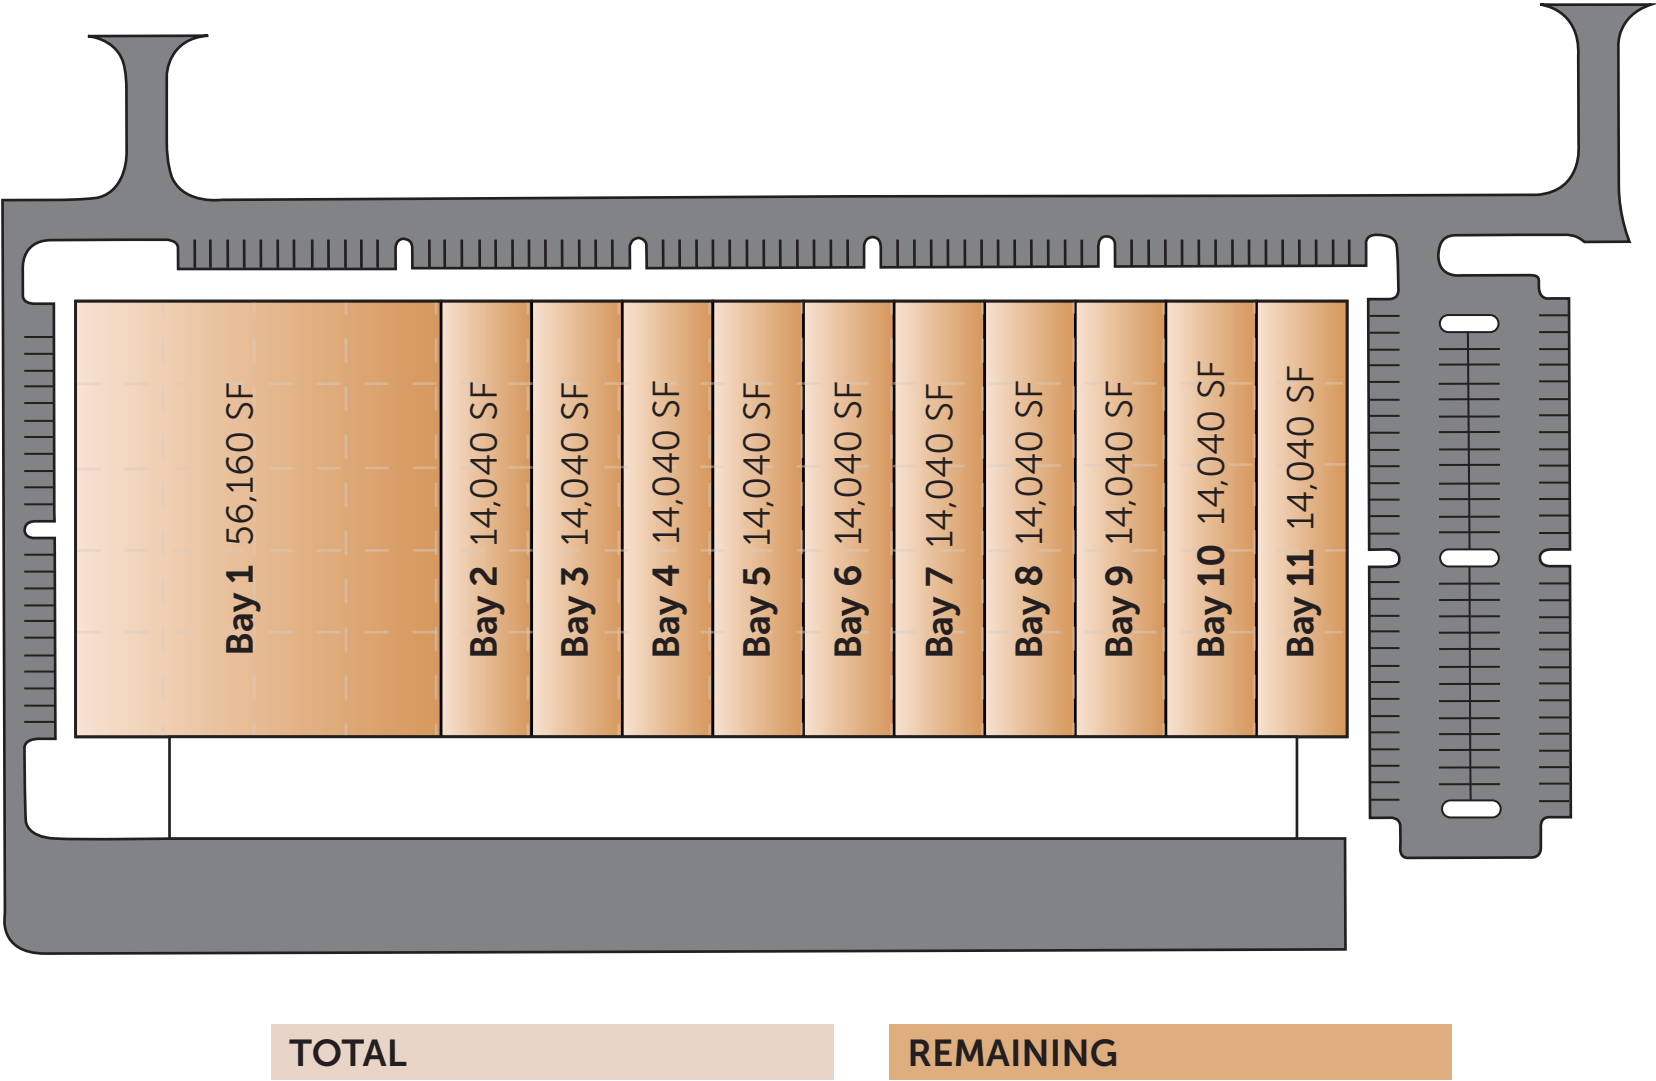 Bay 1 56,160 SF
Bay 2 14,040 SF
Bay 3 14,040 SF
Bay 4 14,040 SF
Bay 5 14,040 SF
Bay 6 14,040 SF
Bay 7 14,040 SF
Bay 8 14,040 SF
Bay 9 14,040 SF
Bay 10 14,040 SF
Bay 11 14,040 SF
TOTAL
REMAINING